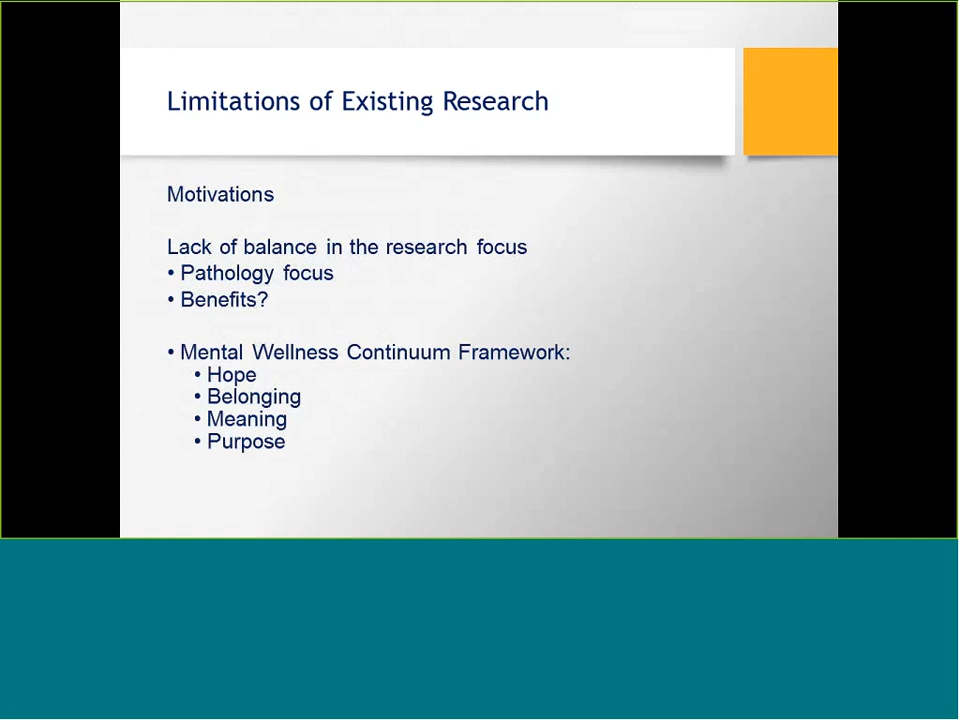 Limitations of Existing Research
Motivations
Lack of balance in the research focus
• Pathology focus
• Benefits?
• Mental Wellness Continuum Framework:
• Hope
• Belonging
• Meaning
• Purpose